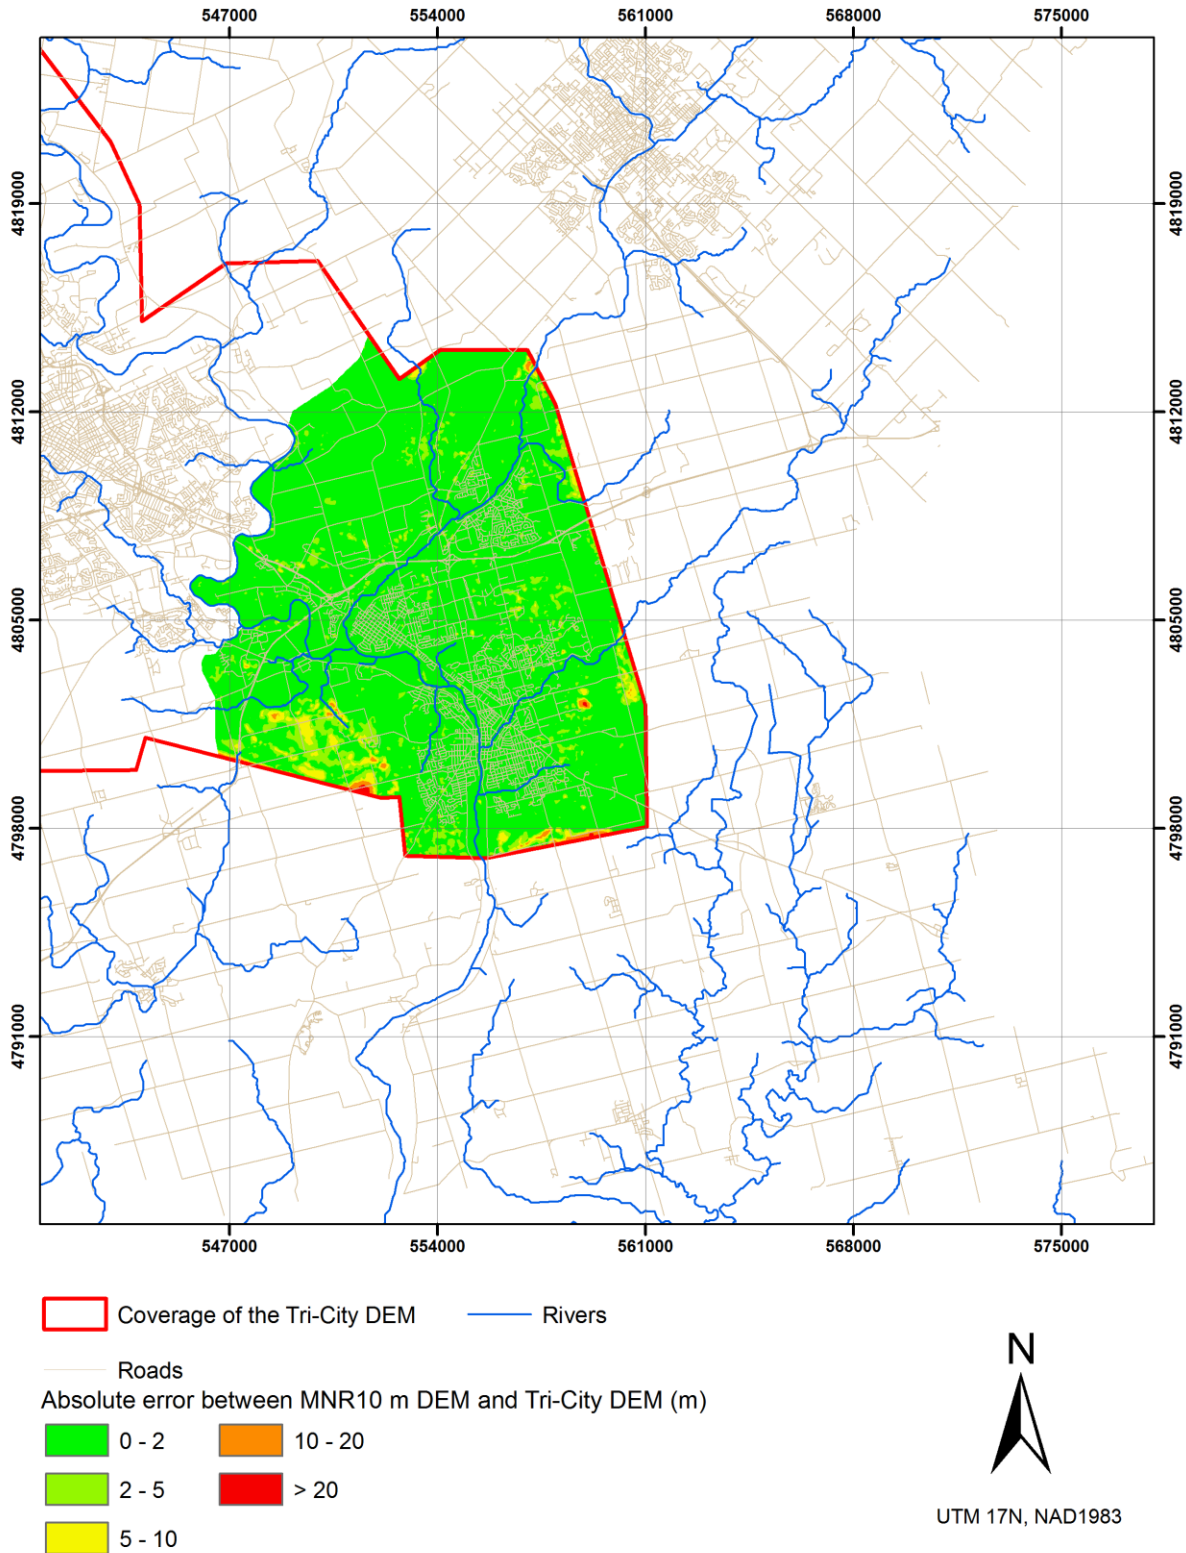 547000 554000 561000 568000 575000
4819000 4819000
4812000 4812000
4805000 4805000
4798000 4798000
4791000 4791000
547000 554000 561000 568000 575000
Coverage of the Tri-City DEM Rivers
N
Roads
Absolute error between MNR10 m DEM and Tri-City DEM (m)
0 - 2 10 - 20
2 - 5 > 20
UTM 17N, NAD1983
5 - 10